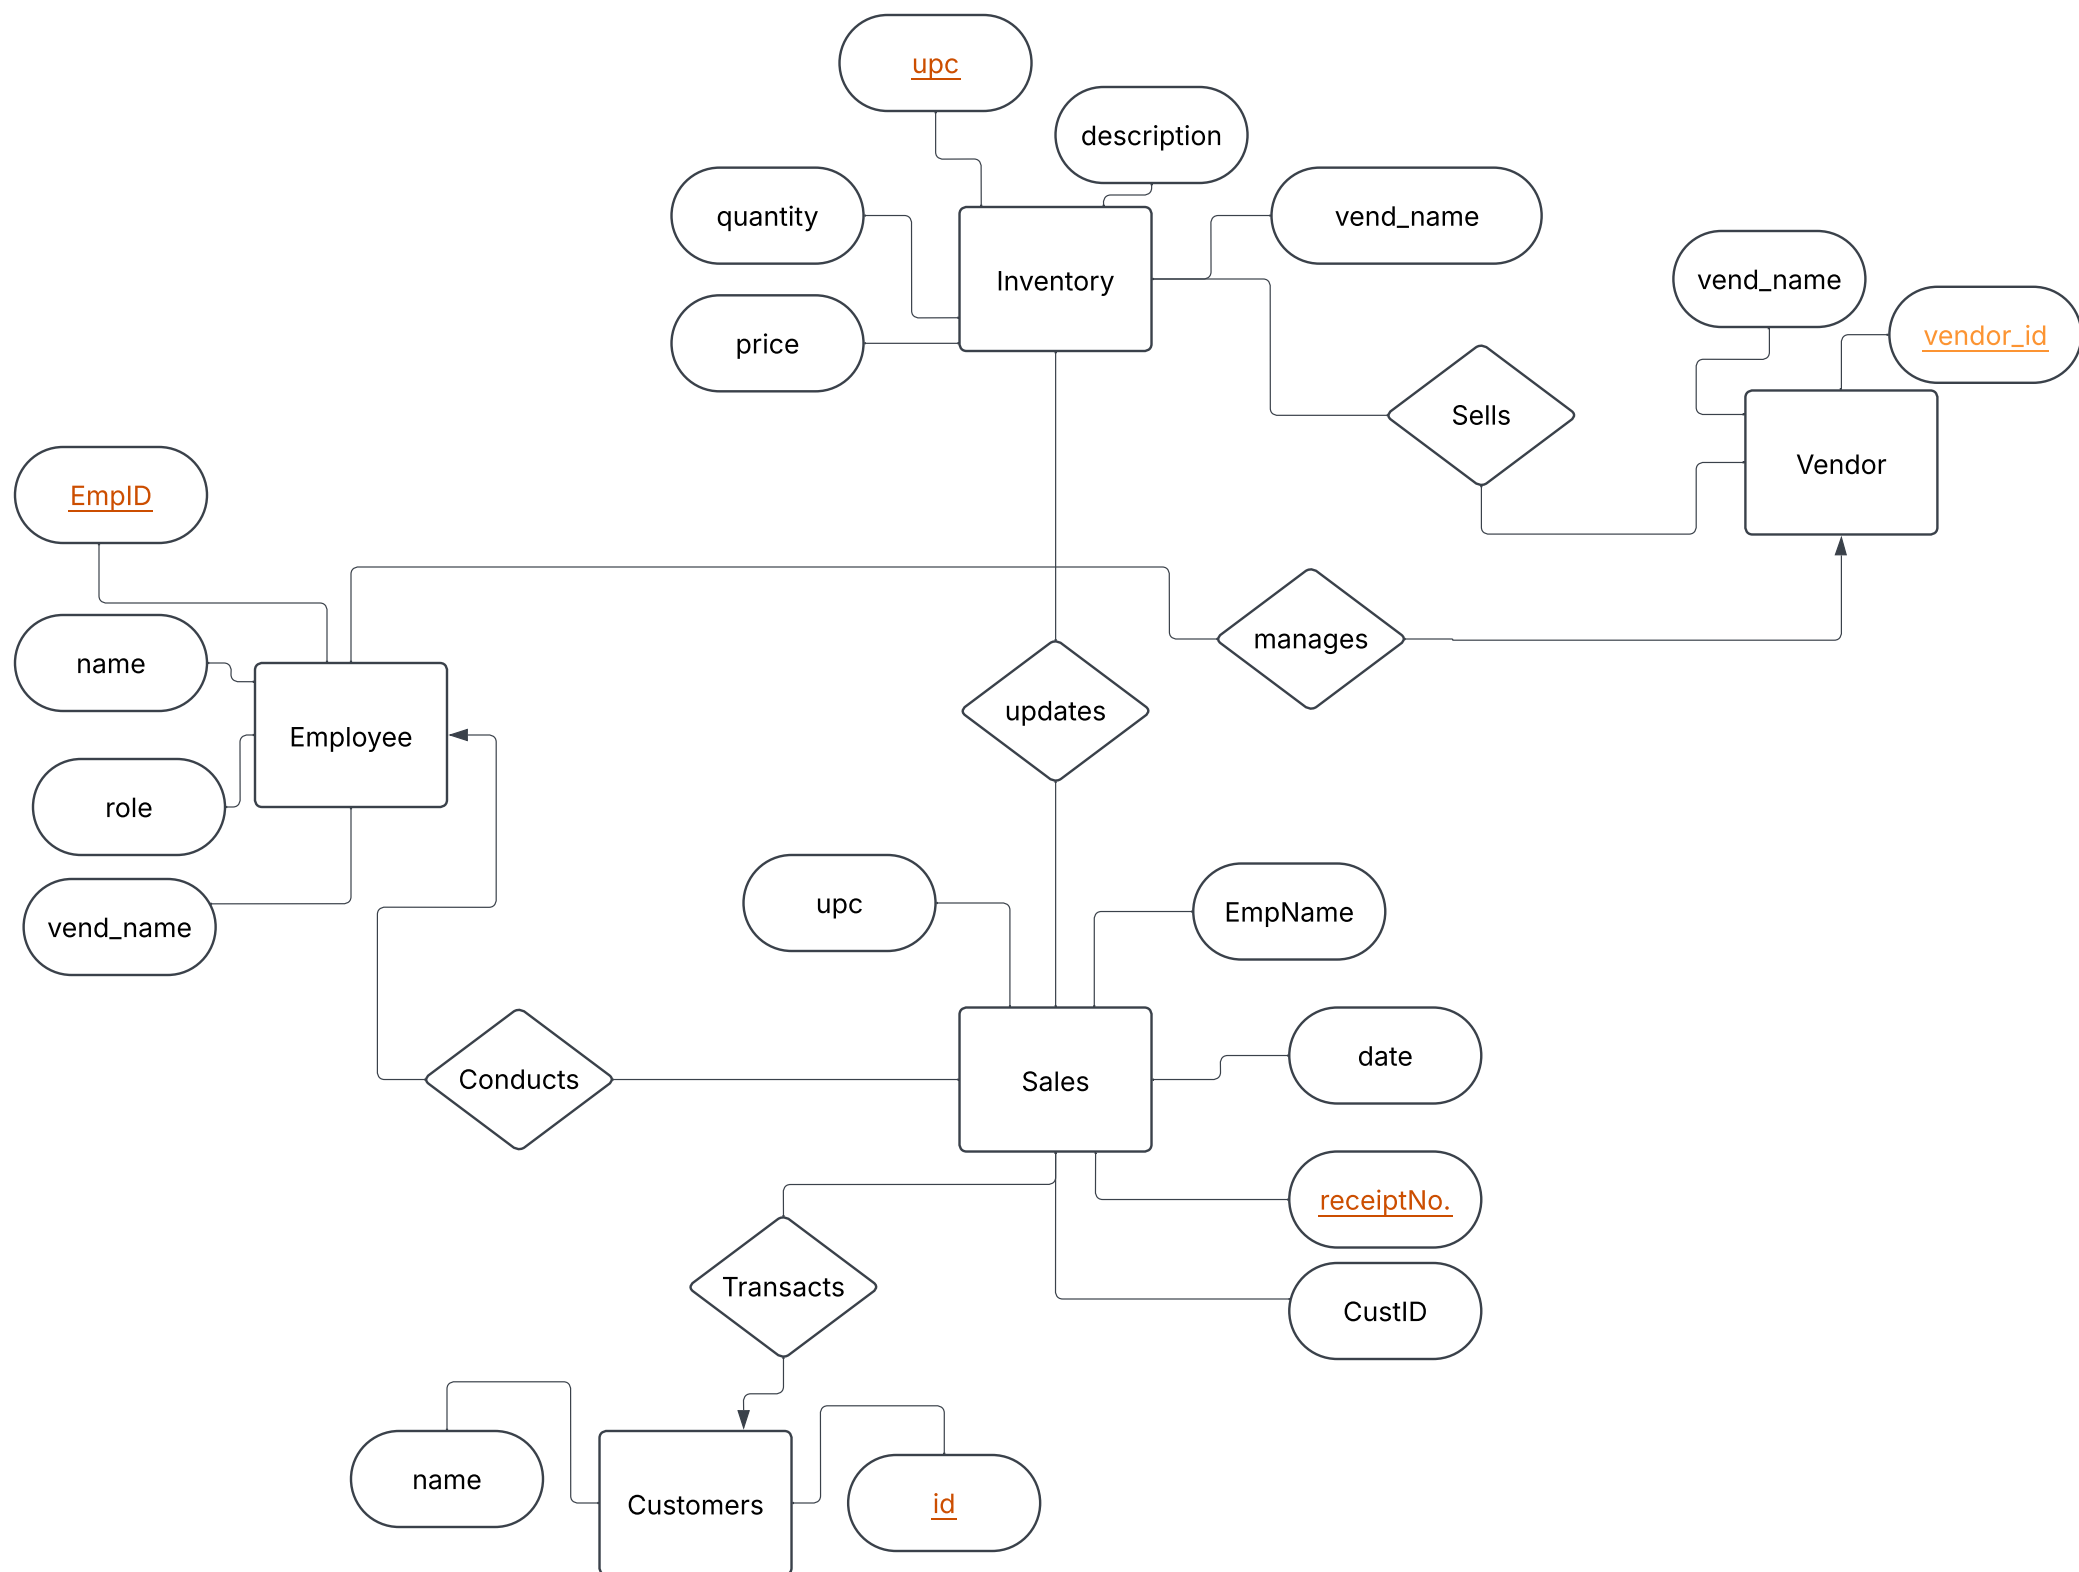 upc
description
quantity
vend_name
Inventory
price
vend_name
vendor_id
Sells
Vendor
EmpID
name
manages
updates
Employee
role
vend_name
upc
EmpName
date
Conducts
Sales
receiptNo.
Transacts
CustID
name
Customers
id